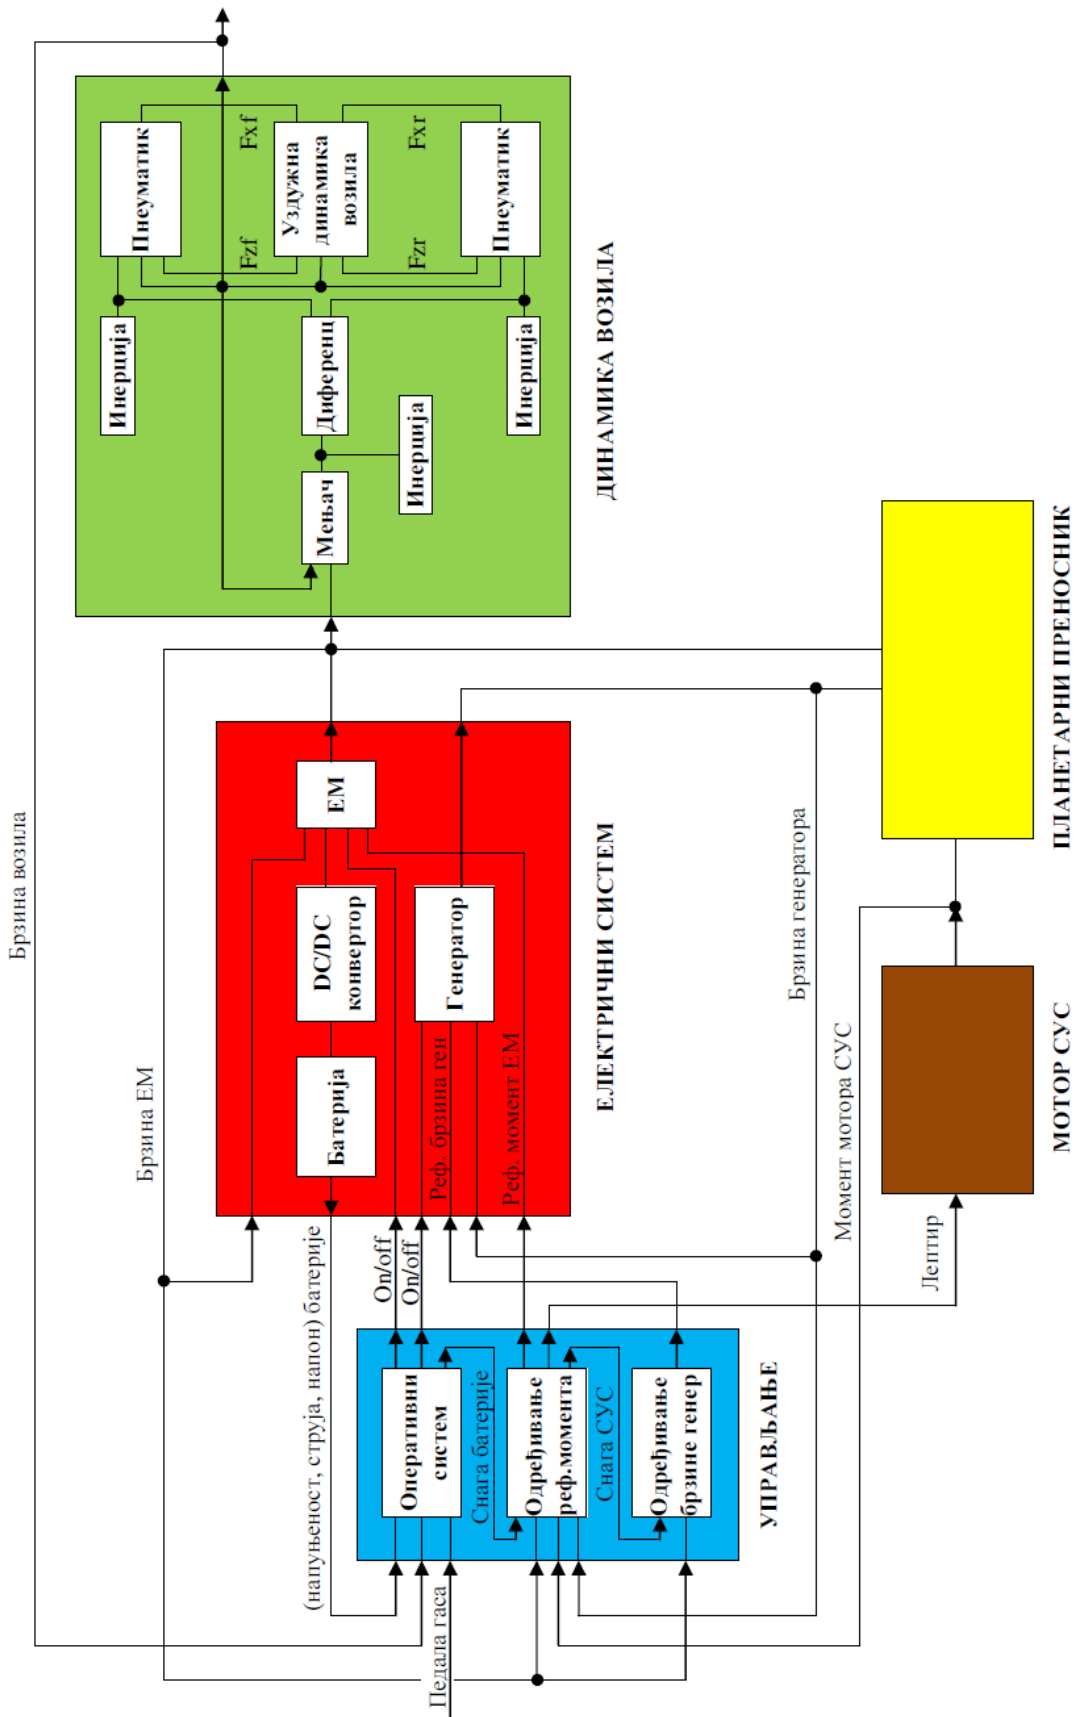 Брзина возила
Брзина ЕМ
(напуњеност, струја, напон) батерије
On/off
On/off
Педала гаса
Оперативни
систем
Снага батерије
Одређивање
реф.момента
Снага СУС
Одређивање
брзине генер
УПРАВЉАЊЕ
Батерија
DC/DC
конвертор
ЕМ
Реф. брзина ген
Генератор
Реф. момент ЕМ
ЕЛЕКТРИЧНИ СИСТЕМ
Инерција
Пнеуматик
Fxf
Fzf
Мењач
Диференц
Уздужна
динамика
возила
Инерција
Fxr
Fzr
Инерција
Пнеуматик
ДИНАМИКА ВОЗИЛА
Брзина генератора
Момент мотора СУС
Лептир
МОТОР СУС
ПЛАНЕТАРНИ ПРЕНОСНИК